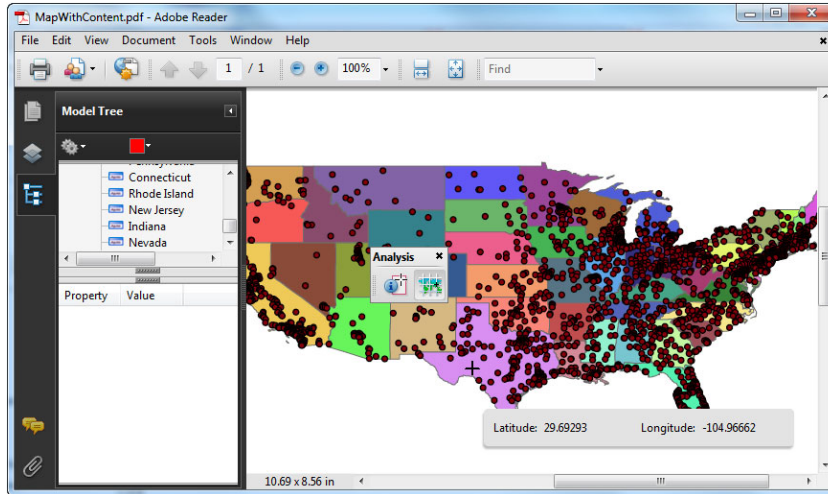 MapWithContent.pdf - Adobe Reader
File Edit View Document Tools Window Help
1 / 1 100% Find
Model Tree
Pennsylvania
Connecticut
Rhode Island
New Jersey
Indiana
Nevada
Property Value
Analysis
Latitude: 29.69293 Longitude: -104.96662
10.69 x 8.56 in